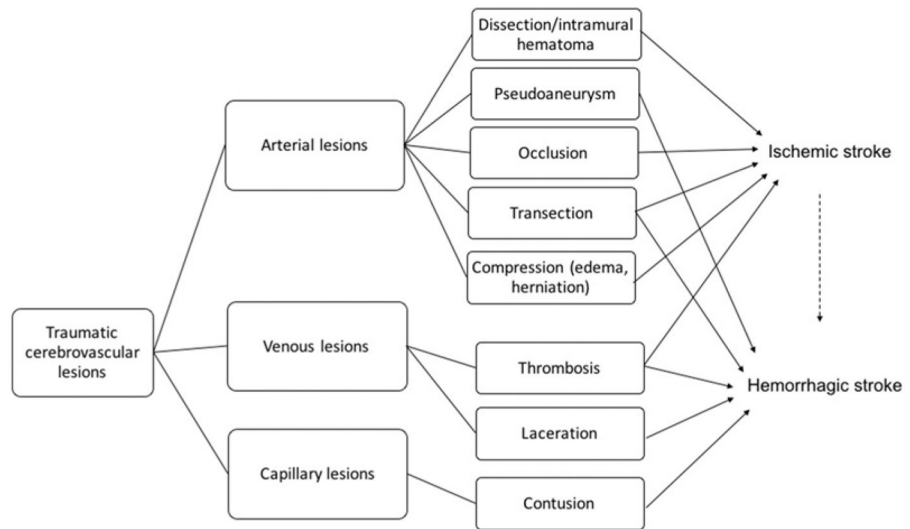 Traumatic
cerebrovascular
lesions
Arterial lesions
Venous lesions
Capillary lesions
Dissection/intramural
hematoma
Pseudoaneurysm
Occlusion
Transection
Compression (edema,
herniation)
Thrombosis
Laceration
Contusion
Ischemic stroke
Hemorrhagic stroke